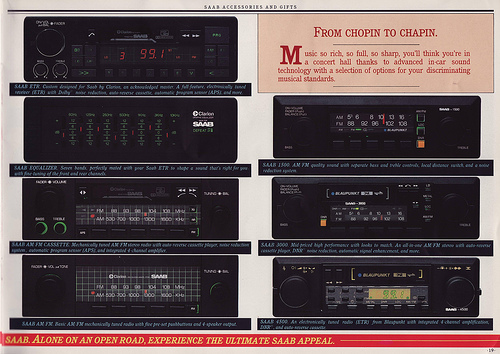 SAAB ACCESSORIES AND GIFTS
FROM CHOPIN TO CHAPIN.
Music so rich, so full, so sharp, you'll think you're in
a concert hall thanks to advanced in-car sound
technology with a selection of options for your discriminating
musical standards.
SAAB ETR. Custom designed for Saab by Clarion, an acknowledged master. A full feature, electronically tuned
receiver (ETR) with Dolby noise reduction, auto-reverse cassette, automatic program sensor (APS), and more.
Clarion
SAAB
SAAB EQUALIZER. Seven bands, perfectly mated with your Saab ETR to shape a sound that's right for you
with fine tuning of the front and rear channels.
SAAB 1500. AM/FM quality sound with separate bass and treble controls, local/distance switch, and a noise
reduction system.
SAAB AM/FM CASSETTE. Mechanically tuned AM/FM stereo radio with auto-reverse cassette player, noise reduction
system, automatic program sensor (APS), and integrated 4 channel amplifier.
SAAB 3000. Mid priced high performance with looks to match. An all-in-one AM/FM stereo with auto-reverse
cassette player, DNR noise reduction, automatic signal enhancement, and more.
BLAUPUNKT
SAAB AM/FM. Basic AM/FM mechanically tuned radio with five pre-set pushbuttons and 4 speaker output.
SAAB 4500. An electronically tuned radio (ETR) from Blaupunkt with integrated 4-channel amplification,
DNR and auto-reverse cassette.
SAAB. ALONE ON AN OPEN ROAD, EXPERIENCE THE ULTIMATE SAAB APPEAL.
19